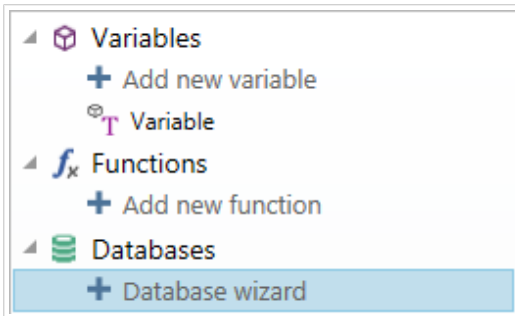 Variables
Add new variable
Variable
Functions
Add new function
Databases
Database wizard